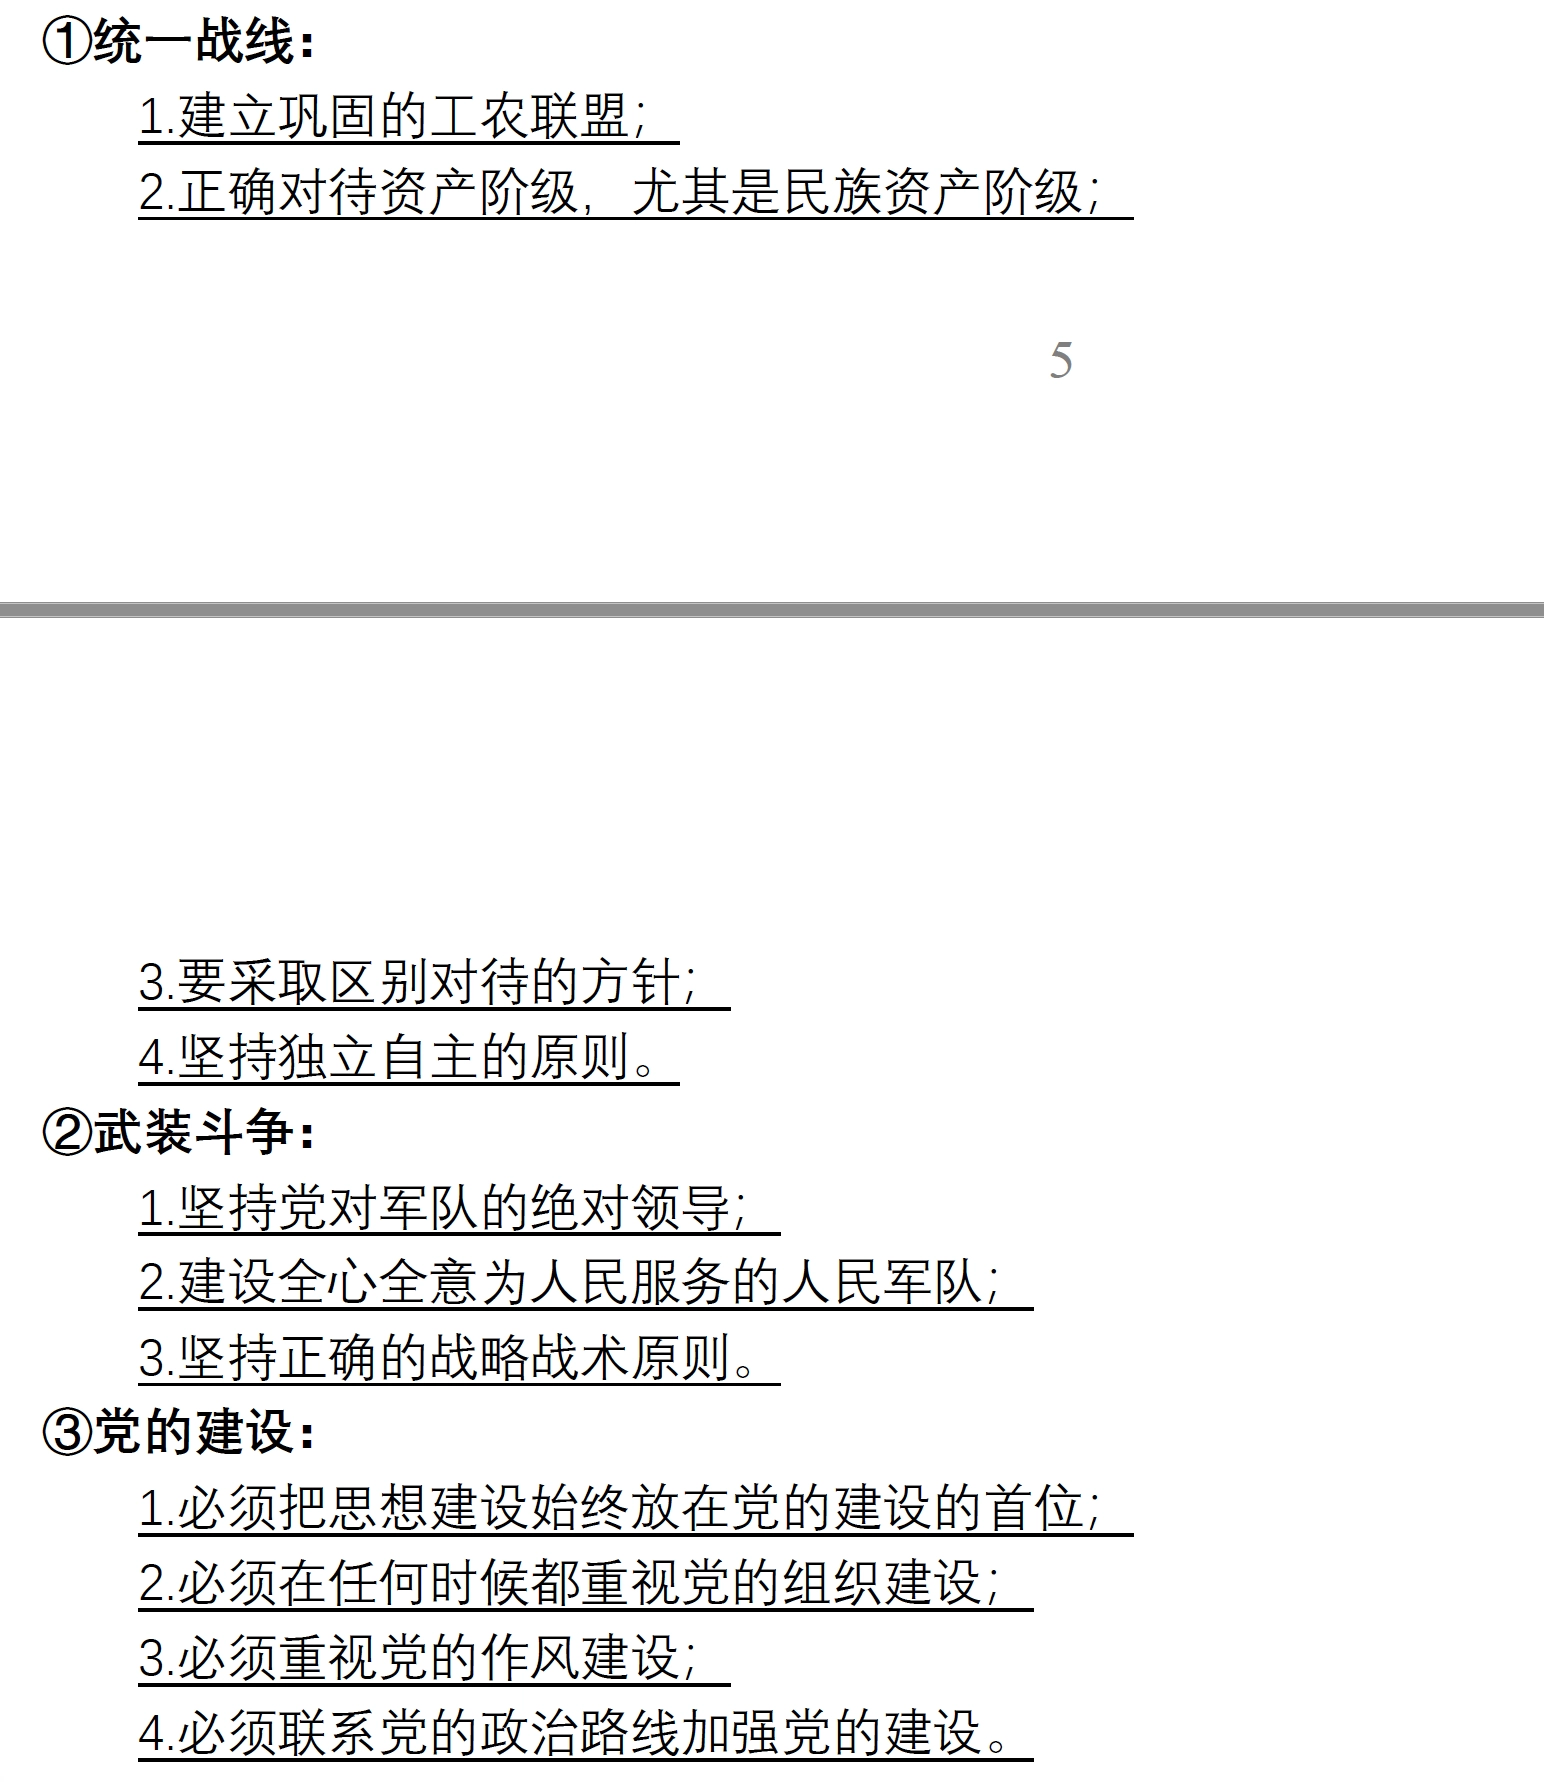 ①统一战线：
1.建立巩固的工农联盟；
2.正确对待资产阶级，尤其是民族资产阶级；
5
3.要采取区别对待的方针；
4.坚持独立自主的原则。
②武装斗争：
1.坚持党对军队的绝对领导；
2.建设全心全意为人民服务的人民军队；
3.坚持正确的战略战术原则。
③党的建设：
1.必须把思想建设始终放在党的建设的首位；
2.必须在任何时候都重视党的组织建设；
3.必须重视党的作风建设；
4.必须联系党的政治路线加强党的建设。